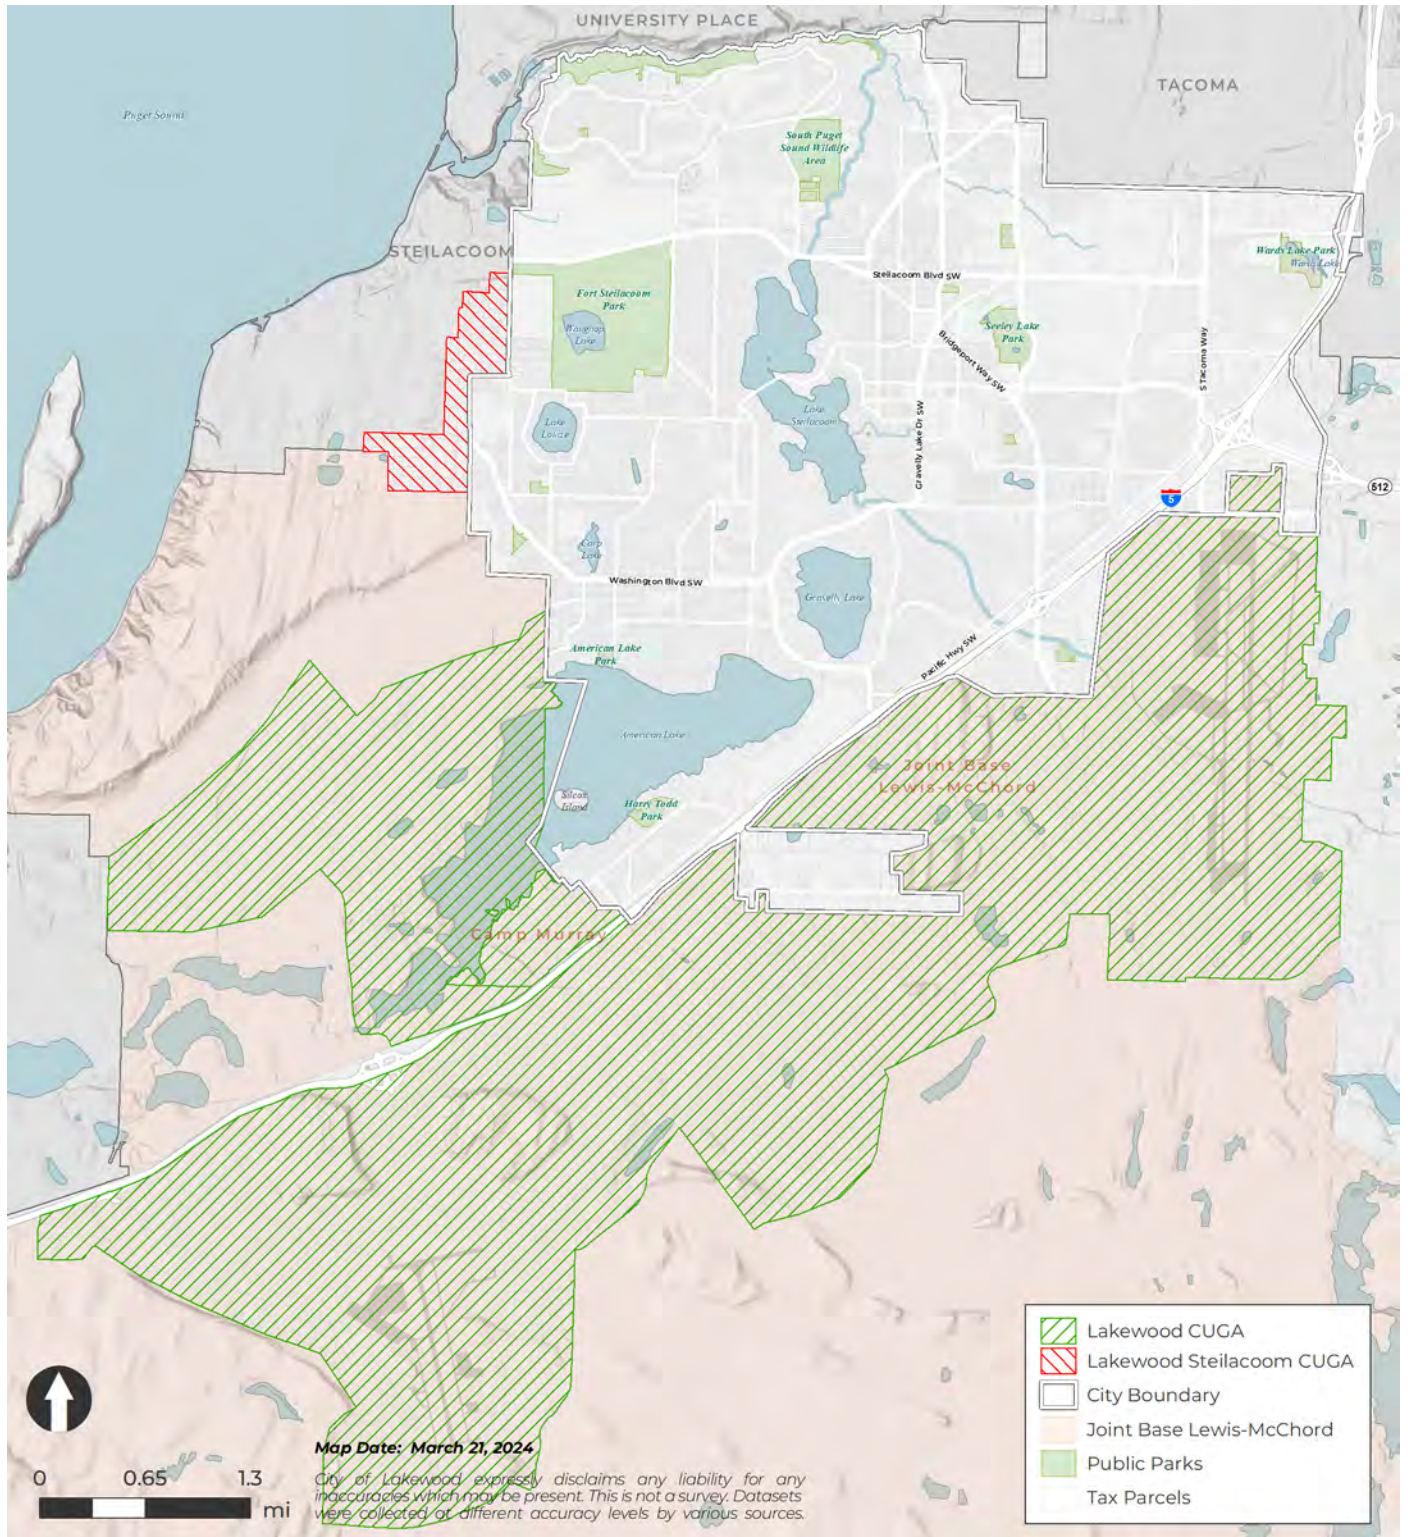 UNIVERSITY PLACE
TACOMA
Puget Sound
South Puget
Sound Wildlife
Area
STEILACOOM
Wards Lake Park
Wards Lake
Steilacoom Blvd SW
Fort Steilacoom
Park
Waughop
Lake
Seeley Lake
Park
Bridgeport Way SW
S Tacoma Way
Lake
Steilacoom
Gravelly Lake Dr SW
Lake
Louise
512
5
Carp
Lake
Washington Blvd SW
Gravelly Lake
American Lake
Park
Pacific Hwy SW
American Lake
Joint Base
Lewis-McChord
Silcox
Island
Harry Todd
Park
Camp Murray
Lakewood CUGA
Lakewood Steilacoom CUGA
City Boundary
Joint Base Lewis-McChord
Public Parks
Tax Parcels
Map Date: March 21, 2024
0 0.65 1.3
mi
City of Lakewood expressly disclaims any liability for any
inaccuracies which may be present. This is not a survey. Datasets
were collected at different accuracy levels by various sources.